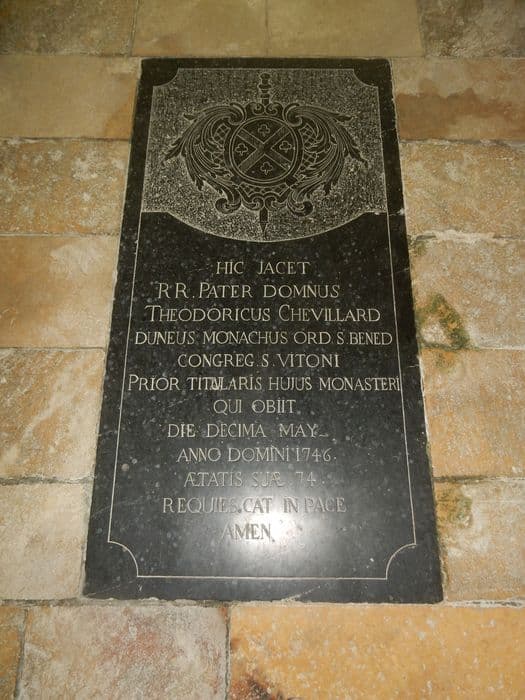 HIC JACET
R R. PATER DOMNUS
THEODORICUS CHEVILLARD
DUNEUS MONACHUS ORD. S. BENED
CONGREG. S. VITONI
PRIOR TITULARIS HUIUS MONASTERI
QUI OBIIT
DIE DECIMA MAY
ANNO DOMINI 1746.
ÆTATIS SUÆ 74.
REQUIESCAT IN PACE
AMEN.